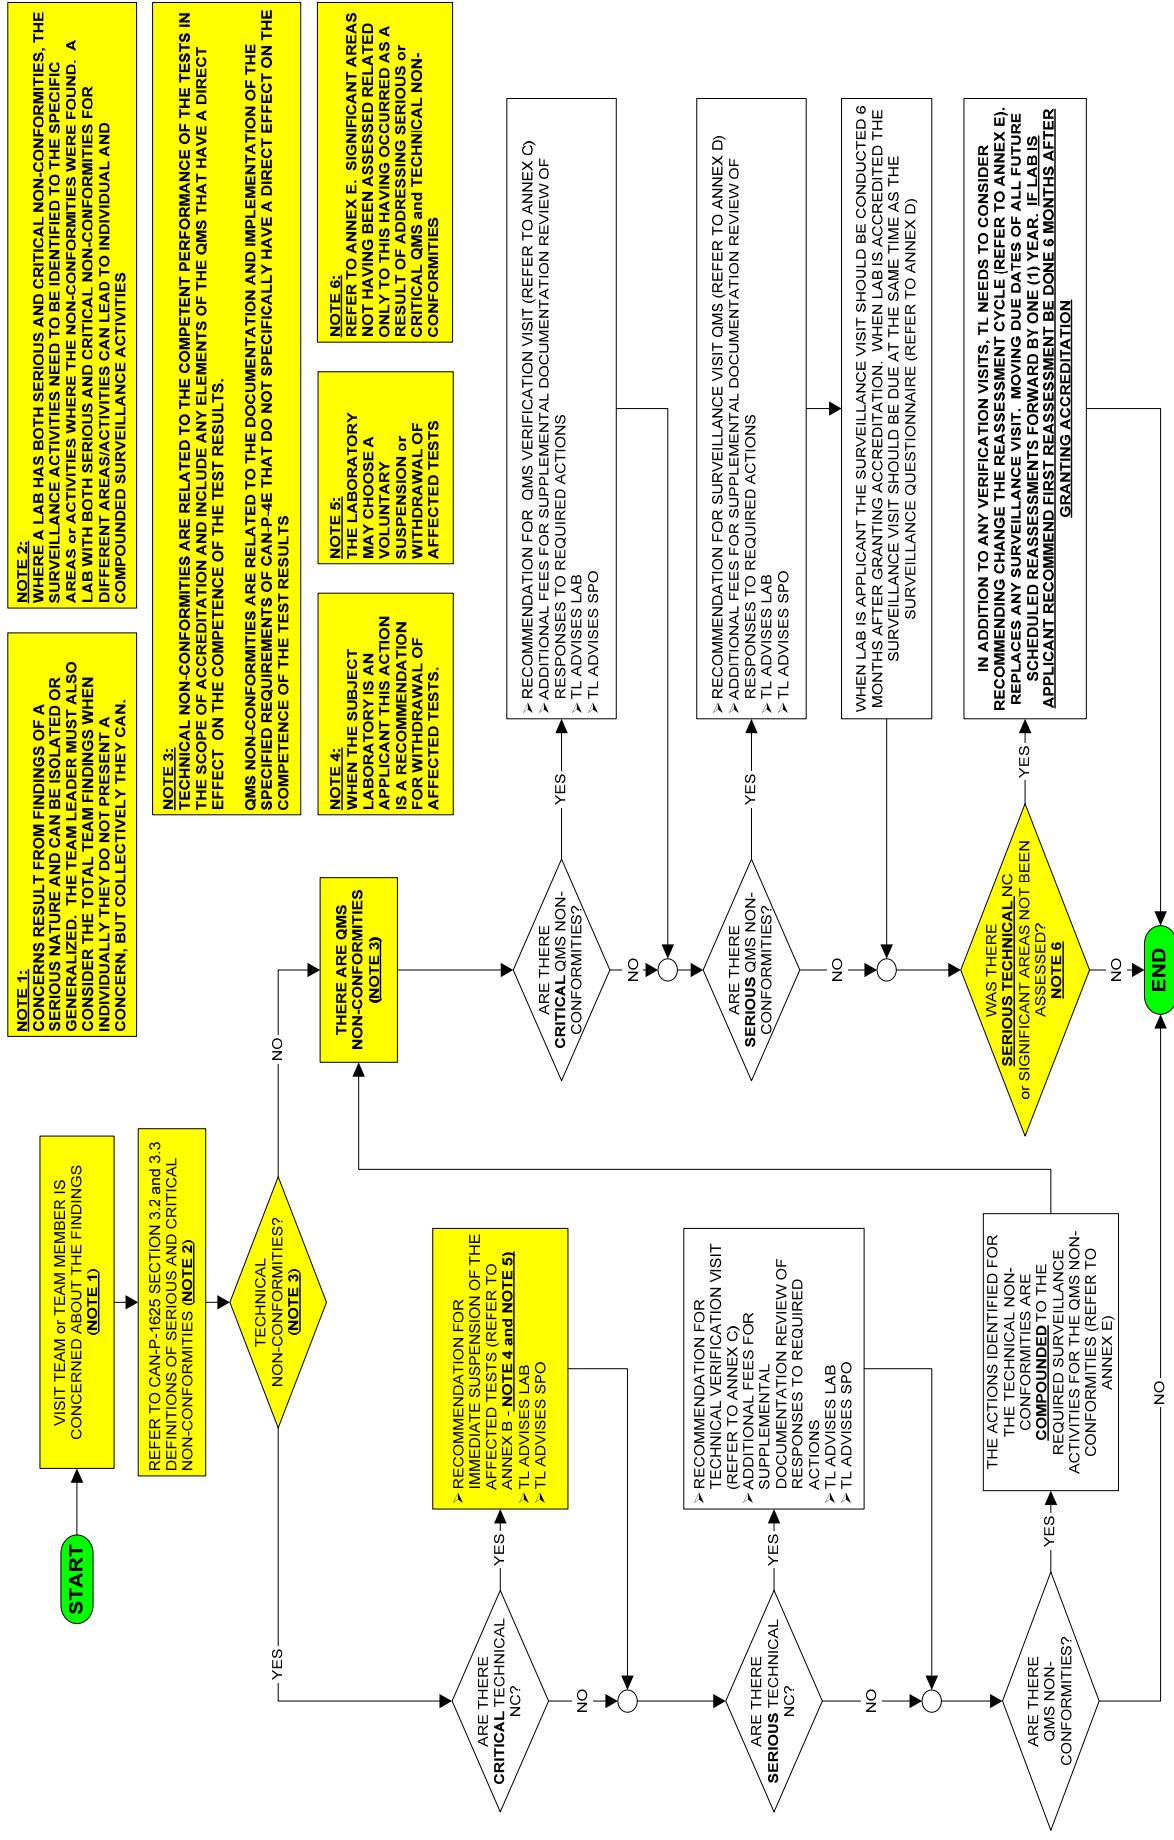 START
VISIT TEAM or TEAM MEMBER IS
CONCERNED ABOUT THE FINDINGS
(NOTE 1)
REFER TO CAN-P-1625 SECTION 3.2 and 3.3
DEFINITIONS OF SERIOUS AND CRITICAL
NON-CONFORMITIES (NOTE 2)
TECHNICAL
NON-CONFORMITIES?
(NOTE 3)
YES
NO
NOTE 1:
CONCERNS RESULT FROM FINDINGS OF A
SERIOUS NATURE AND CAN BE ISOLATED OR
GENERALIZED. THE TEAM LEADER MUST ALSO
CONSIDER THE TOTAL TEAM FINDINGS WHEN
INDIVIDUALLY THEY DO NOT PRESENT A
CONCERN, BUT COLLECTIVELY THEY CAN.
NOTE 2:
WHERE A LAB HAS BOTH SERIOUS AND CRITICAL NON-CONFORMITIES, THE
SURVEILLANCE ACTIVITIES NEED TO BE IDENTIFIED TO THE SPECIFIC
AREAS or ACTIVITIES WHERE THE NON-CONFORMITIES WERE FOUND. A
LAB WITH BOTH SERIOUS AND CRITICAL NON-CONFORMITIES FOR
DIFFERENT AREAS/ACTIVITIES CAN LEAD TO INDIVIDUAL AND
COMPOUNDED SURVEILLANCE ACTIVITIES
NOTE 3:
TECHNICAL NON-CONFORMITIES ARE RELATED TO THE COMPETENT PERFORMANCE OF THE TESTS IN
THE SCOPE OF ACCREDITATION AND INCLUDE ANY ELEMENTS OF THE QMS THAT HAVE A DIRECT
EFFECT ON THE COMPETENCE OF THE TEST RESULTS.
QMS NON-CONFORMITIES ARE RELATED TO THE DOCUMENTATION AND IMPLEMENTATION OF THE
SPECIFIED REQUIREMENTS OF CAN-P-4E THAT DO NOT SPECIFICALLY HAVE A DIRECT EFFECT ON THE
COMPETENCE OF THE TEST RESULTS
NOTE 4:
WHEN THE SUBJECT
LABORATORY IS AN
APPLICANT THIS ACTION
IS A RECOMMENDATION
FOR WITHDRAWAL OF
AFFECTED TESTS.
NOTE 5:
THE LABORATORY
MAY CHOOSE A
VOLUNTARY
SUSPENSION or
WITHDRAWAL OF
AFFECTED TESTS
NOTE 6:
REFER TO ANNEX E. SIGNIFICANT AREAS
NOT HAVING BEEN ASSESSED RELATED
ONLY TO THIS HAVING OCCURRED AS A
RESULT OF ADDRESSING SERIOUS or
CRITICAL QMS and TECHNICAL NON-
CONFORMITIES
ARE THERE
CRITICAL TECHNICAL
NC?
YES
NO
➢ RECOMMENDATION FOR
IMMEDIATE SUSPENSION OF THE
AFFECTED TESTS (REFER TO
ANNEX B - NOTE 4 and NOTE 5)
➢ TL ADVISES LAB
➢ TL ADVISES SPO
ARE THERE
SERIOUS TECHNICAL
NC?
YES
NO
➢ RECOMMENDATION FOR
TECHNICAL VERIFICATION VISIT
(REFER TO ANNEX C)
➢ ADDITIONAL FEES FOR
SUPPLEMENTAL
DOCUMENTATION REVIEW OF
RESPONSES TO REQUIRED
ACTIONS
➢ TL ADVISES LAB
➢ TL ADVISES SPO
ARE THERE
QMS NON-
CONFORMITIES?
YES
NO
THE ACTIONS IDENTIFIED FOR
THE TECHNICAL NON-
CONFORMITIES ARE
COMPOUNDED TO THE
REQUIRED SURVEILLANCE
ACTIVITIES FOR THE QMS NON-
CONFORMITIES (REFER TO
ANNEX E)
THERE ARE QMS
NON-CONFORMITIES
(NOTE 3)
ARE THERE
CRITICAL QMS NON-
CONFORMITIES?
YES
NO
➢ RECOMMENDATION FOR QMS VERIFICATION VISIT (REFER TO ANNEX C)
➢ ADDITIONAL FEES FOR SUPPLEMENTAL DOCUMENTATION REVIEW OF
RESPONSES TO REQUIRED ACTIONS
➢ TL ADVISES LAB
➢ TL ADVISES SPO
ARE THERE
SERIOUS QMS NON-
CONFORMITIES?
YES
NO
➢ RECOMMENDATION FOR SURVEILLANCE VISIT QMS (REFER TO ANNEX D)
➢ ADDITIONAL FEES FOR SUPPLEMENTAL DOCUMENTATION REVIEW OF
RESPONSES TO REQUIRED ACTIONS
➢ TL ADVISES LAB
➢ TL ADVISES SPO
WHEN LAB IS APPLICANT THE SURVEILLANCE VISIT SHOULD BE CONDUCTED 6
MONTHS AFTER GRANTING ACCREDITATION. WHEN LAB IS ACCREDITED THE
SURVEILLANCE VISIT SHOULD BE DUE AT THE SAME TIME AS THE
SURVEILLANCE QUESTIONNAIRE (REFER TO ANNEX D)
WAS THERE
SERIOUS TECHNICAL NC
or SIGNIFICANT AREAS NOT BEEN
ASSESSED?
NOTE 6
YES
NO
IN ADDITION TO ANY VERIFICATION VISITS, TL NEEDS TO CONSIDER
RECOMMENDING CHANGE THE REASSESSMENT CYCLE (REFER TO ANNEX E).
REPLACES ANY SURVEILLANCE VISIT. MOVING DUE DATES OF ALL FUTURE
SCHEDULED REASSESSMENTS FORWARD BY ONE (1) YEAR. IF LAB IS
APPLICANT RECOMMEND FIRST REASSESSMENT BE DONE 6 MONTHS AFTER
GRANTING ACCREDITATION
END